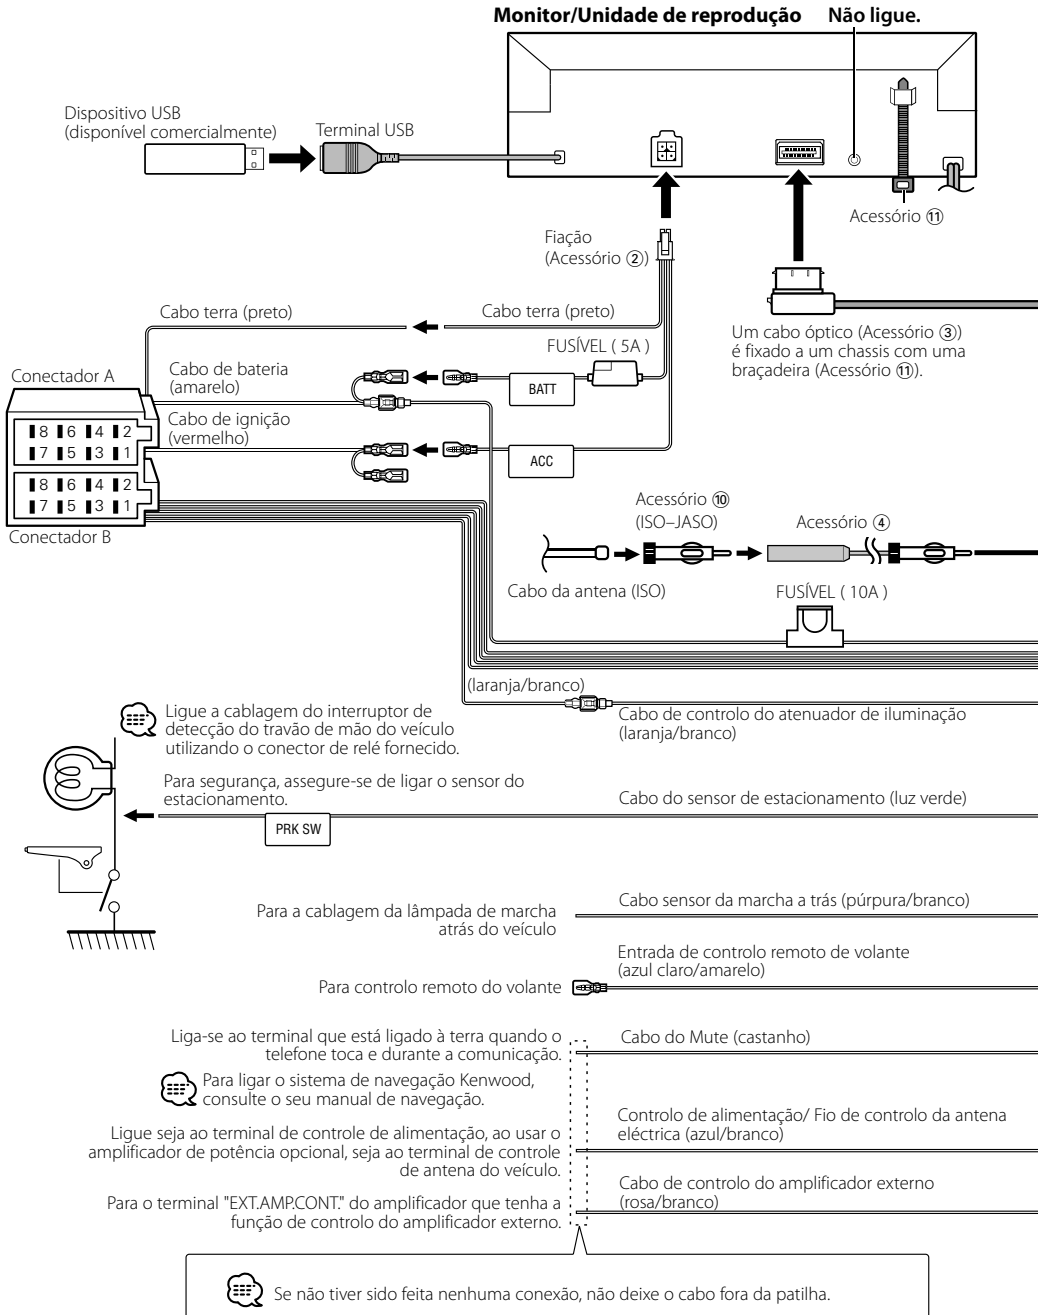 Monitor/Unidade de reprodução
Não ligue.
Dispositivo USB
(disponível comercialmente)
Terminal USB
Acessório ⑪
Fiação
(Acessório ②)
Cabo terra (preto)
Cabo terra (preto)
FUSÍVEL ( 5A )
Um cabo óptico (Acessório ③)
é fixado a um chassis com uma
braçadeira (Acessório ⑪).
Conectador A
Cabo de bateria
(amarelo)
BATT
Cabo de ignição
(vermelho)
ACC
8 6 4 2
7 5 3 1
8 6 4 2
7 5 3 1
Conectador B
Acessório ⑩
(ISO–JASO)
Acessório ④
Cabo da antena (ISO)
FUSÍVEL ( 10A )
(laranja/branco)
Cabo de controlo do atenuador de iluminação
(laranja/branco)
Ligue a cablagem do interruptor de
detecção do travão de mão do veículo
utilizando o conector de relé fornecido.
Para segurança, assegure-se de ligar o sensor do
estacionamento.
Cabo do sensor de estacionamento (luz verde)
PRK SW
Para a cablagem da lâmpada de marcha
atrás do veículo
Cabo sensor da marcha a trás (púrpura/branco)
Entrada de controlo remoto de volante
(azul claro/amarelo)
Para controlo remoto do volante
Liga-se ao terminal que está ligado à terra quando o
telefone toca e durante a comunicação.
Cabo do Mute (castanho)
Para ligar o sistema de navegação Kenwood,
consulte o seu manual de navegação.
Ligue seja ao terminal de controle de alimentação, ao usar o
amplificador de potência opcional, seja ao terminal de controle
de antena do veículo.
Controlo de alimentação/ Fio de controlo da antena
eléctrica (azul/branco)
Para o terminal "EXT.AMP.CONT." do amplificador que tenha a
função de controlo do amplificador externo.
Cabo de controlo do amplificador externo
(rosa/branco)
Se não tiver sido feita nenhuma conexão, não deixe o cabo fora da patilha.